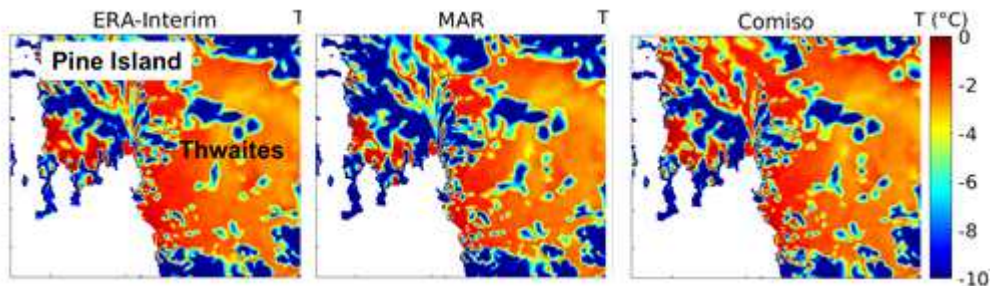 ERA-Interim T
MAR T
Comiso T (°C)
Pine Island
Thwaites
0
-2
-4
-6
-8
-10